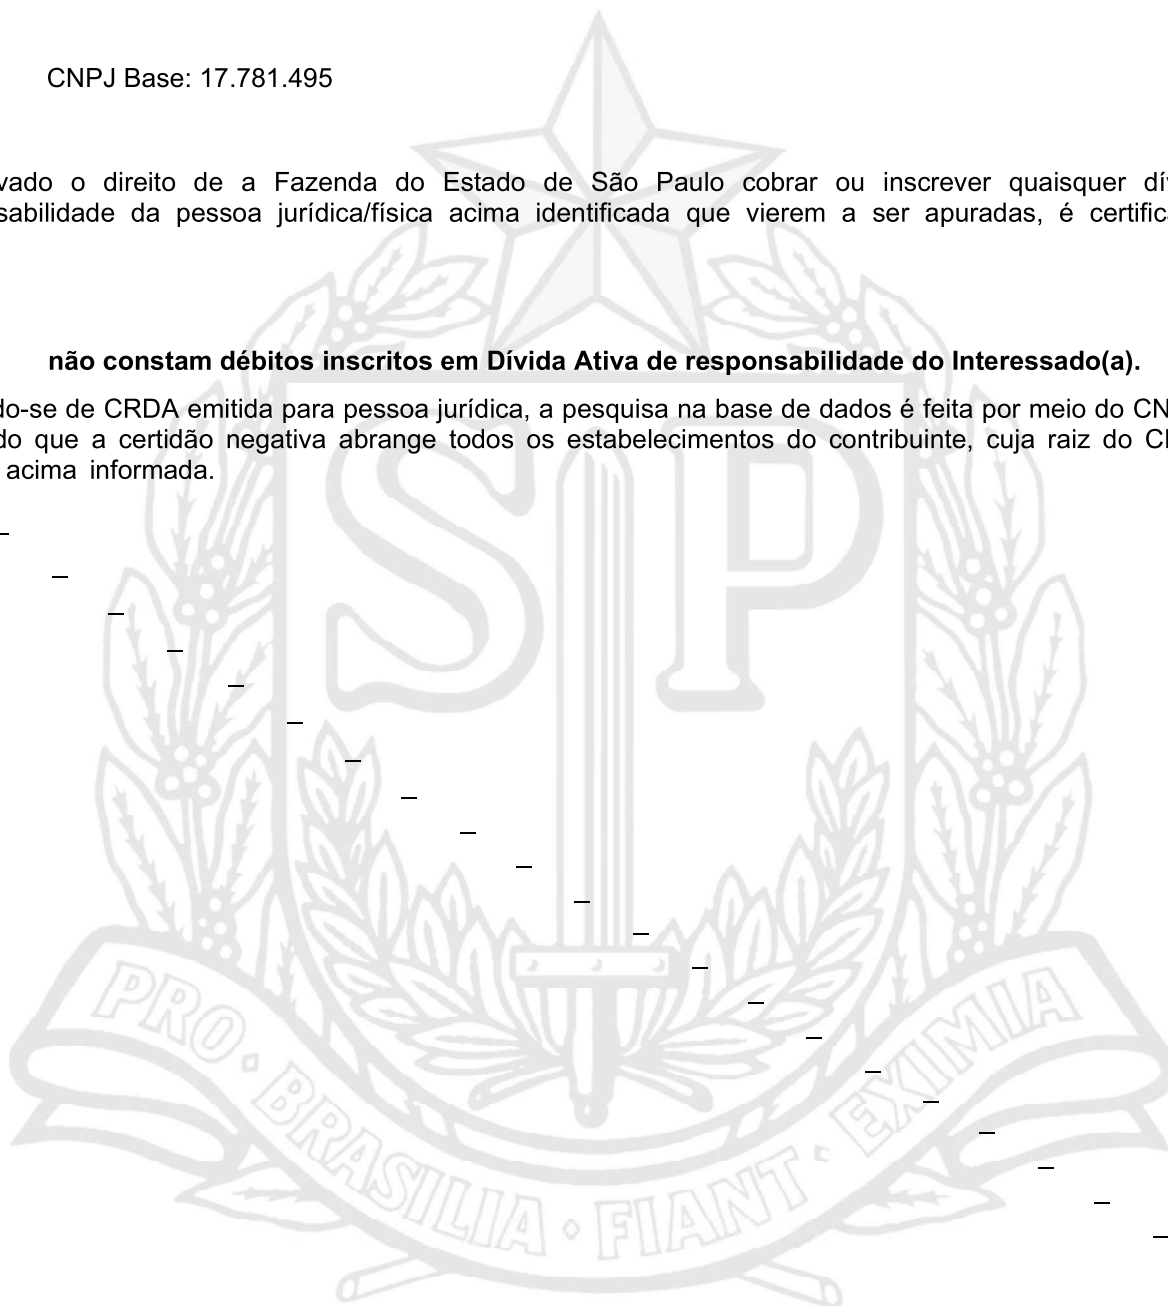 CNPJ Base: 17.781.495
vado o direito de a Fazenda do Estado de São Paulo cobrar ou inscrever quaisquer dív
sabilidade da pessoa jurídica/física acima identificada que vierem a ser apuradas, é certific
não constam débitos inscritos em Dívida Ativa de responsabilidade do Interessado(a).
do-se de CRDA emitida para pessoa jurídica, a pesquisa na base de dados é feita por meio do CN
do que a certidão negativa abrange todos os estabelecimentos do contribuinte, cuja raiz do C
acima informada.
SP
PRO • BRASILIA • FIANT • EXIMIA